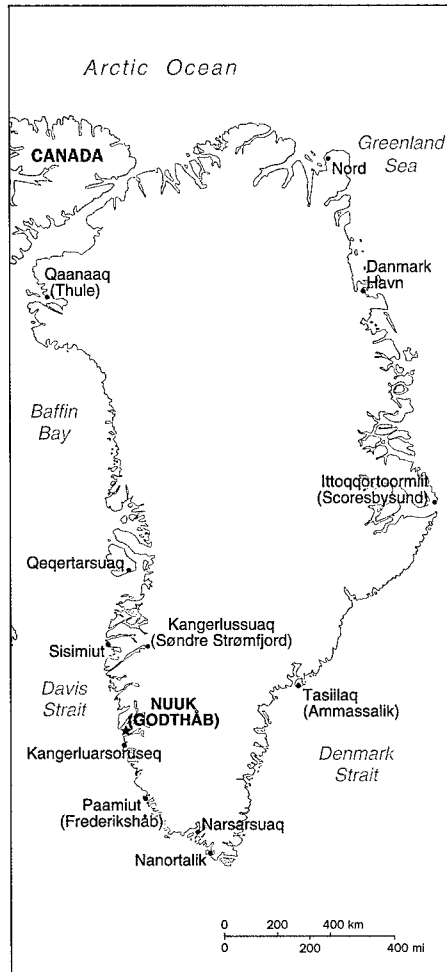 Arctic Ocean
CANADA
Greenland
Sea
Nord
Qaanaaq
(Thule)
Danmark
Havn
Baffin
Bay
Ittoqqortoormiit
(Scoresbysund)
Qeqertarsuaq
Kangerlussuaq
(Søndre Strømfjord)
Sisimiut
Davis
Strait
NUUK
(GODTHÅB)
Tasiilaq
(Ammassalik)
Kangerluarsoruseq
Denmark
Strait
Paamiut
(Frederikshåb)
Narsarsuaq
Nanortalik
0 200 400 km
0 200 400 mi